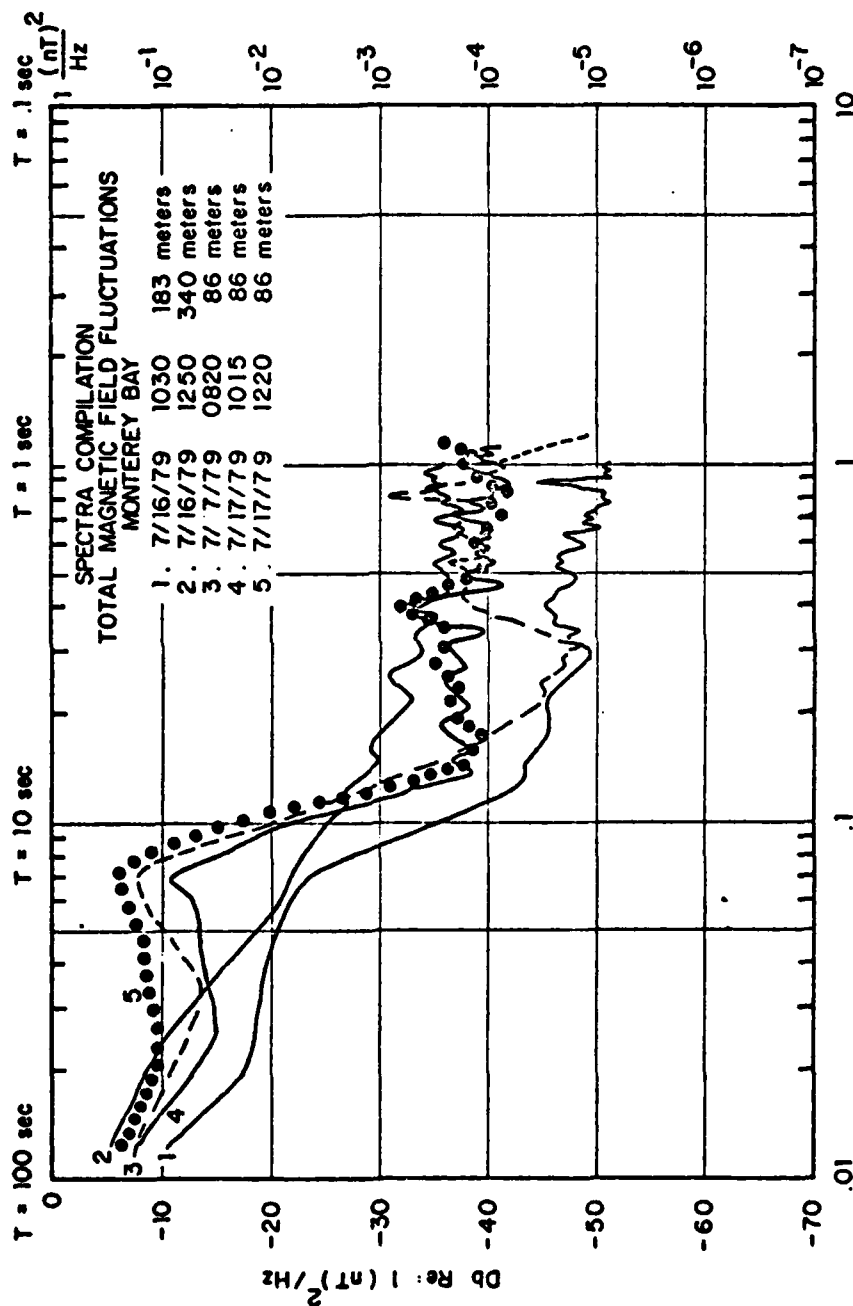 T = 100 sec T = 10 sec T = 1 sec T = .1 sec
SPECTRA COMPILATION
TOTAL MAGNETIC FIELD FLUCTUATIONS
MONTEREY BAY
1. 7/16/79 1030 183 meters
2. 7/16/79 1250 340 meters
3. 7/ 7/79 0820 86 meters
4. 7/17/79 1015 86 meters
5. 7/17/79 1220 86 meters
Db Re: 1 (nT)²/Hz
0
-10
-20
-30
-40
-50
-60
-70
1 (nT)²/Hz
10⁻¹
10⁻²
10⁻³
10⁻⁴
10⁻⁵
10⁻⁶
10⁻⁷
2
3
1
4
5
.01 .1 1 10